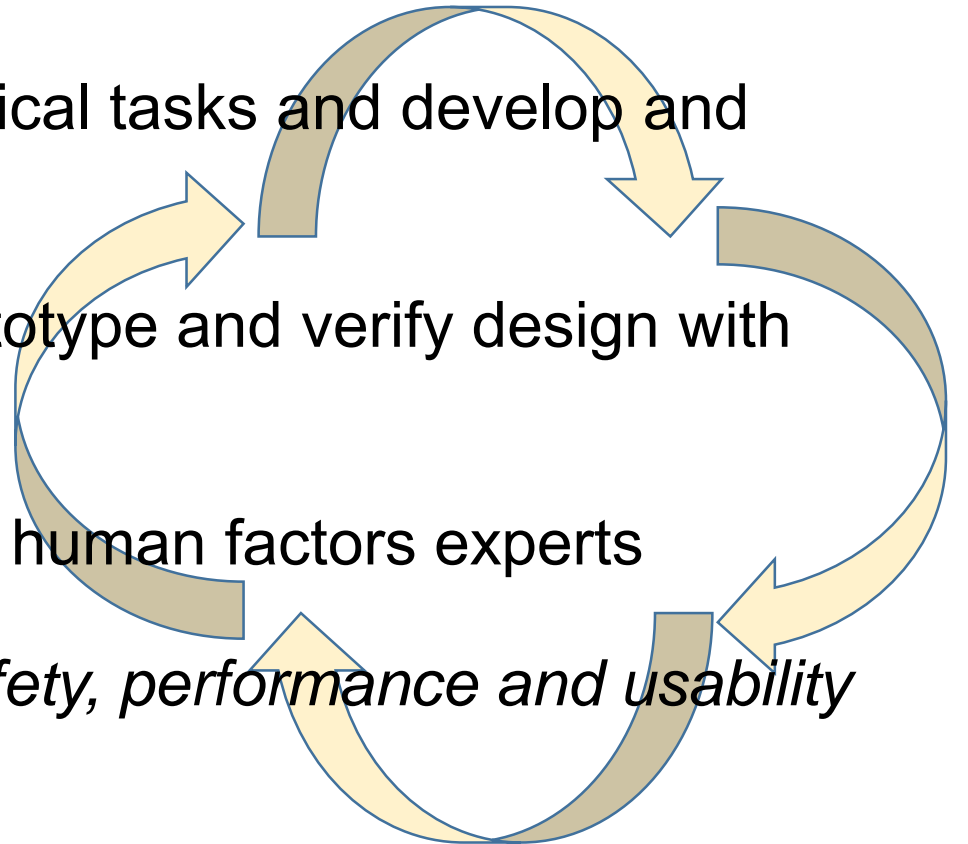 ical tasks and develop and
totype and verify design with
human factors experts
fety, performance and usability